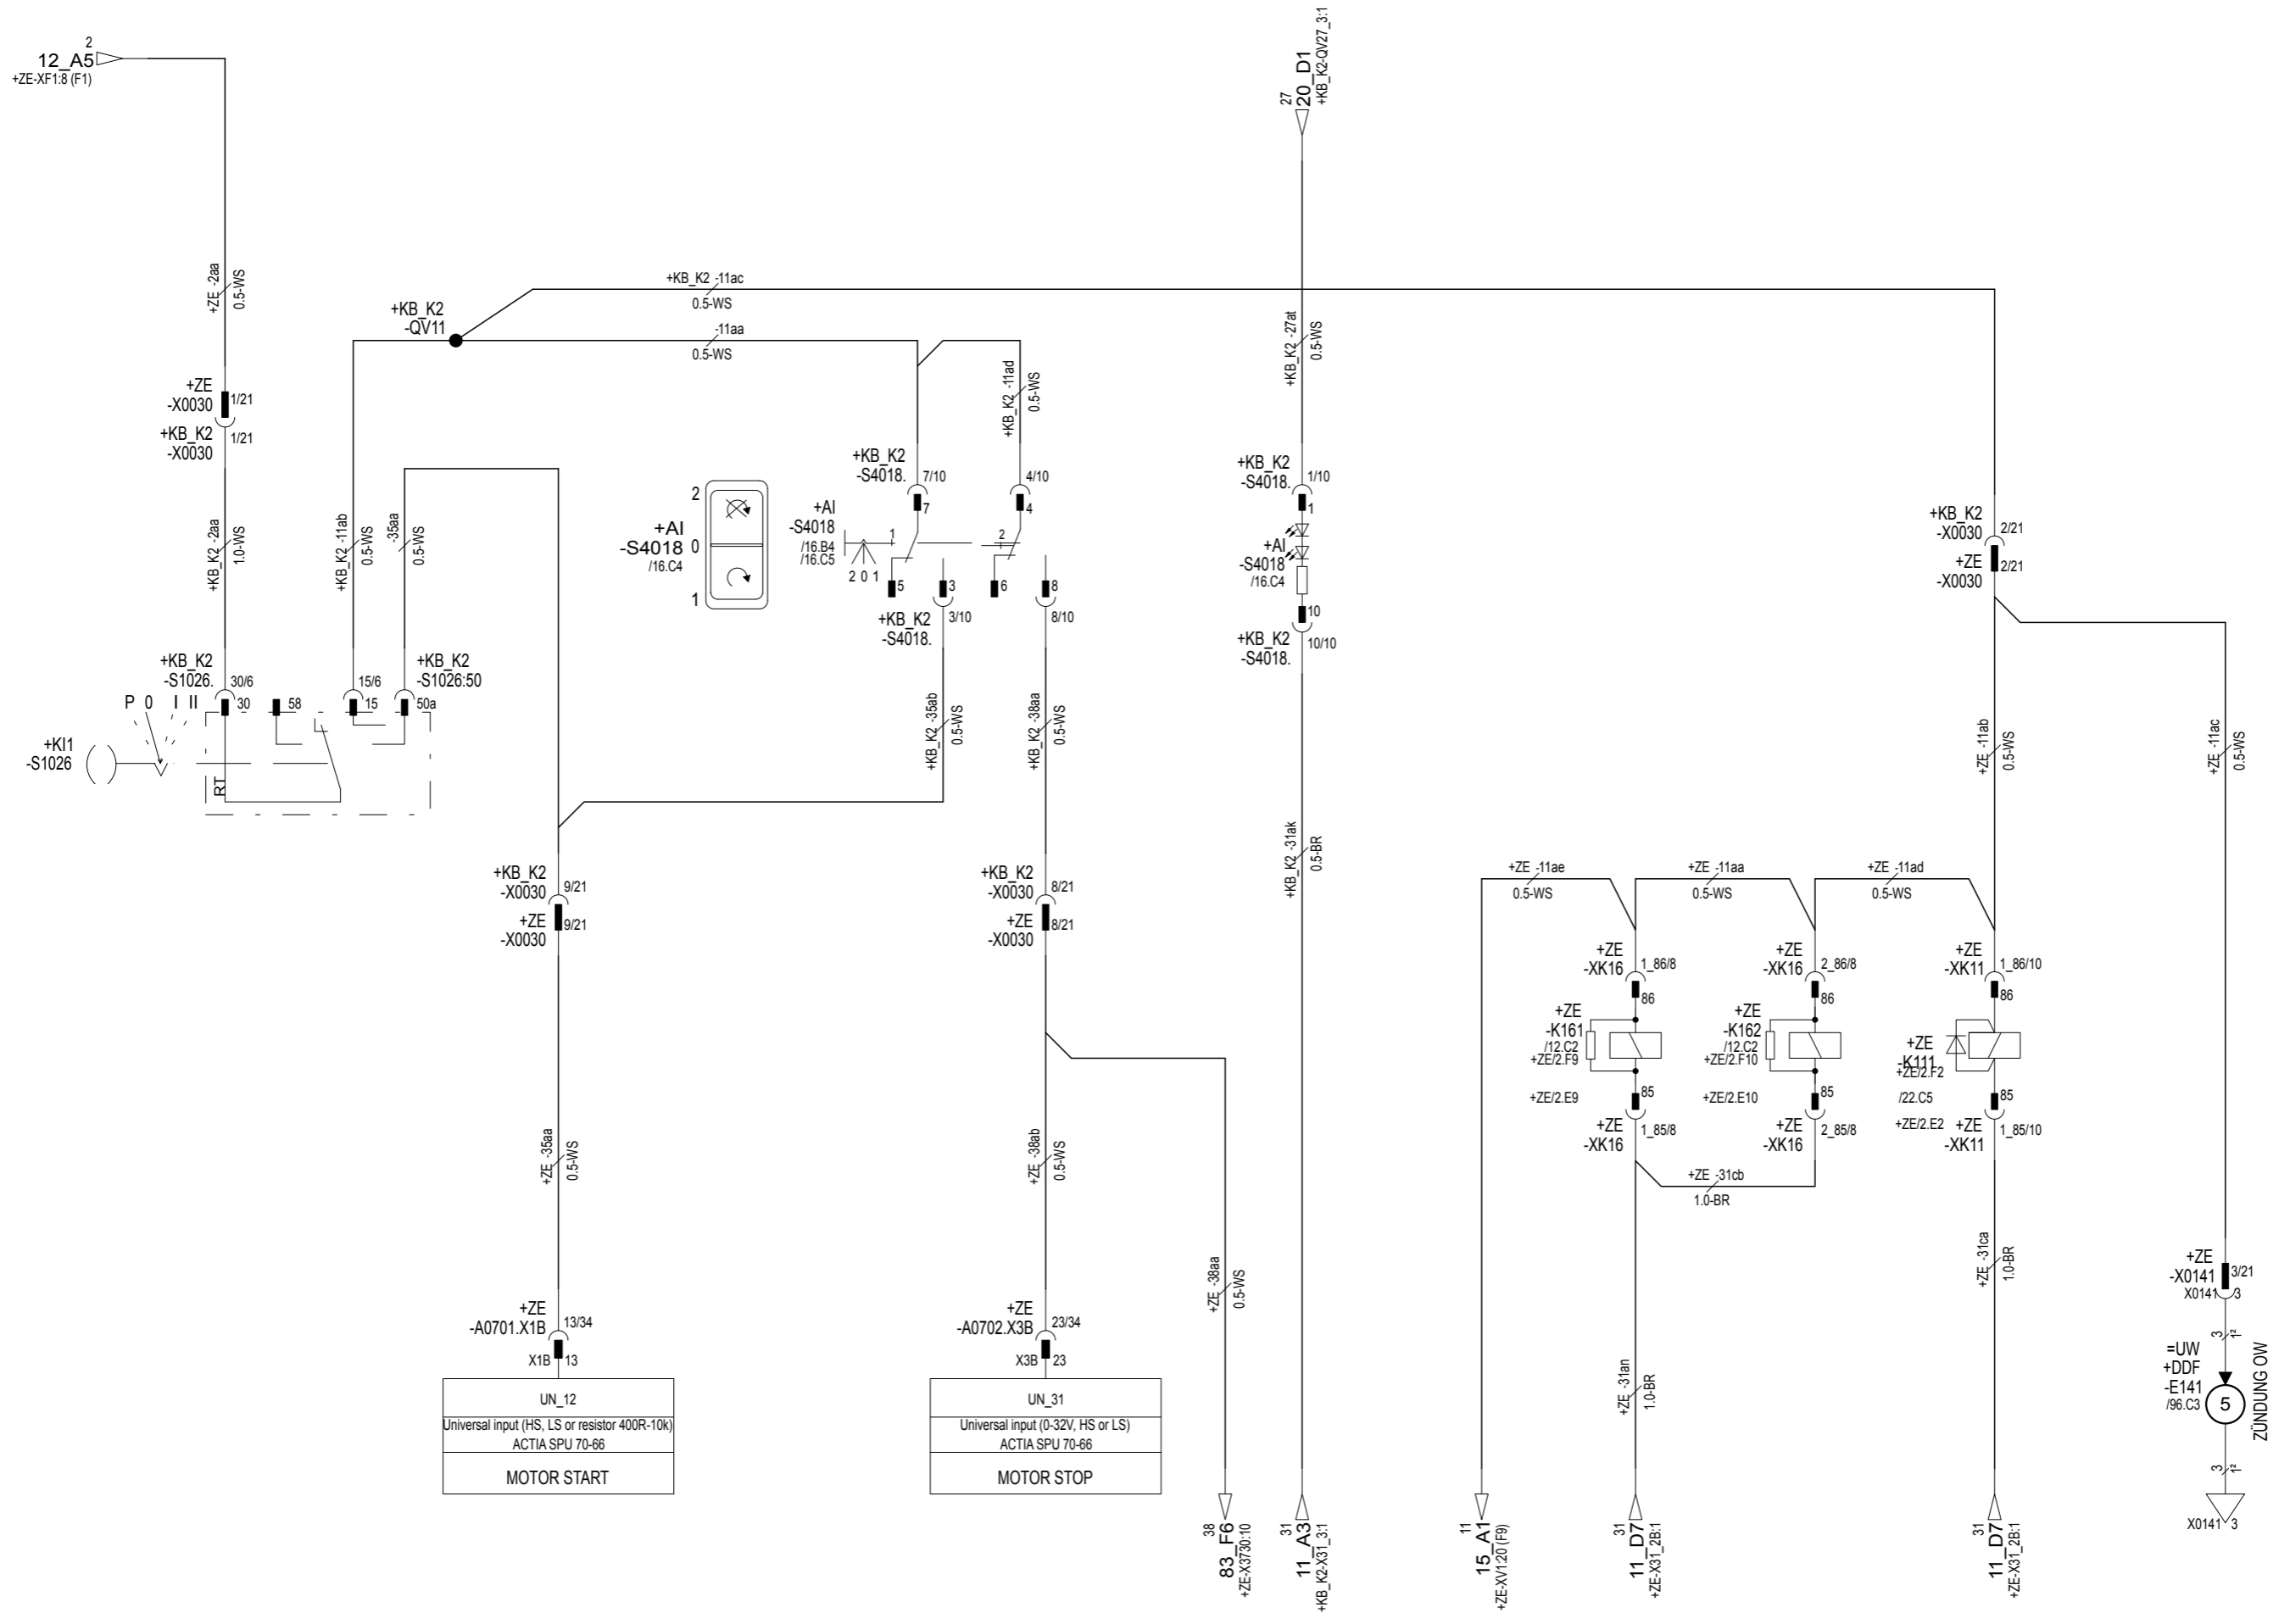 2
12_A5
+ZE-XF1:8 (F1)
27
20_D1
+KB_K2-QV27_3:1
+ZE -2aa
0.5-WS
+KB_K2 -11ac
0.5-WS
+KB_K2
-QV11
-11aa
0.5-WS
+KB_K2 -11ad
0.5-WS
+KB_K2 -27at
0.5-WS
+ZE
-X0030
1/21
+KB_K2
-X0030
1/21
+KB_K2 -2aa
1.0-WS
+KB_K2 -11ab
0.5-WS
-35aa
0.5-WS
2
+AI
-S4018
0
/16.C4
1
+KB_K2
-S4018.
7/10
4/10
7
4
+AI
-S4018
/16.B4
/16.C5
1
2
2 0 1
5
3
6
8
+KB_K2
-S4018.
3/10
8/10
+KB_K2
-S4018.
1/10
1
+AI
-S4018
/16.C4
10
+KB_K2
-S4018.
10/10
+KB_K2
-X0030
2/21
+ZE
-X0030
2/21
+KB_K2
-S1026.
30/6
15/6
+KB_K2
-S1026:50
30
58
15
50a
P 0 I II
+KI1
-S1026
RT
+KB_K2 -35ab
0.5-WS
+KB_K2 -38aa
0.5-WS
+ZE -11ab
0.5-WS
+ZE -11ac
0.5-WS
+KB_K2 -31ak
0.5-BR
+KB_K2
-X0030
9/21
+ZE
-X0030
9/21
+KB_K2
-X0030
8/21
+ZE
-X0030
8/21
+ZE -11ae
0.5-WS
+ZE -11aa
0.5-WS
+ZE -11ad
0.5-WS
+ZE
-XK16
1_86/8
86
+ZE
-K161
/12.C2
+ZE/2.F9
+ZE/2.E9
85
+ZE
-XK16
1_85/8
+ZE
-XK16
2_86/8
86
+ZE
-K162
/12.C2
+ZE/2.F10
+ZE/2.E10
85
+ZE
-XK16
2_85/8
+ZE
-XK11
1_86/10
86
+ZE
-K111
+ZE/2.F2
/22.C5
+ZE/2.E2
85
+ZE
-XK11
1_85/10
+ZE -31cb
1.0-BR
+ZE -35aa
0.5-WS
+ZE -38ab
0.5-WS
+ZE -38aa
0.5-WS
+ZE -31an
1.0-BR
+ZE -31ca
1.0-BR
+ZE
-A0701.X1B
13/34
X1B
13
UN_12
Universal input (HS, LS or resistor 400R-10k)
ACTIA SPU 70-66
MOTOR START
+ZE
-A0702.X3B
23/34
X3B
23
UN_31
Universal input (0-32V, HS or LS)
ACTIA SPU 70-66
MOTOR STOP
+ZE
-X0141
3/21
X0141
3
3
1²
=UW
+DDF
-E141
/96.C3
5
ZÜNDUNG OW
3
1²
X0141 3
38
83_F6
+ZE-X3730:10
31
11_A3
+KB_K2-X31_3:1
11
15_A1
+ZE-XV1:20 (F9)
31
11_D7
+ZE-X31_2B:1
31
11_D7
+ZE-X31_2B:1